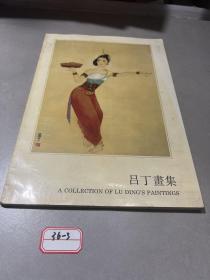 吕丁畫集
A COLLECTION OF LU DING'S PAINTINGS
36-3